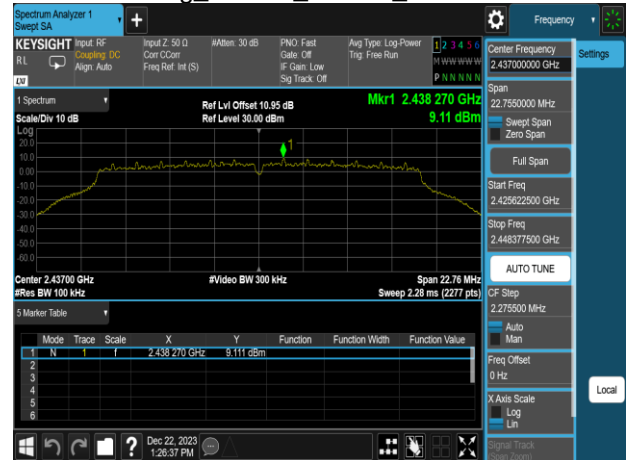 Spectrum Analyzer 1
Swept SA
Frequency
KEYSIGHT
Input: RF
Coupling: DC
Align: Auto
Input Z: 50 Ω
Corr CCorr
Freq Ref: Int (S)
#Atten: 30 dB
PNO: Fast
Gate: Off
IF Gain: Low
Sig Track: Off
Avg Type: Log-Power
Trig: Free Run
1 2 3 4 5 6
M W W W W W
P N N N N N
RL
LXI
Center Frequency
2.437000000 GHz
Settings
Span
22.7550000 MHz
Swept Span
Zero Span
Full Span
Start Freq
2.425622500 GHz
Stop Freq
2.448377500 GHz
AUTO TUNE
CF Step
2.275500 MHz
Auto
Man
Freq Offset
0 Hz
X Axis Scale
Log
Lin
Signal Track
(Span Zoom)
Local
1 Spectrum
Scale/Div 10 dB
Ref Lvl Offset 10.95 dB
Ref Level 30.00 dBm
Mkr1 2.438 270 GHz
9.11 dBm
Log
20.0
10.0
0.00
-10.0
-20.0
-30.0
-40.0
-50.0
-60.0
1
Center 2.43700 GHz
#Res BW 100 kHz
#Video BW 300 kHz
Span 22.76 MHz
Sweep 2.28 ms (2277 pts)
5 Marker Table
Mode Trace Scale X Y Function Function Width Function Value
1 N 1 f 2.438 270 GHz 9.111 dBm
2
3
4
5
6
Dec 22, 2023
1:26:37 PM